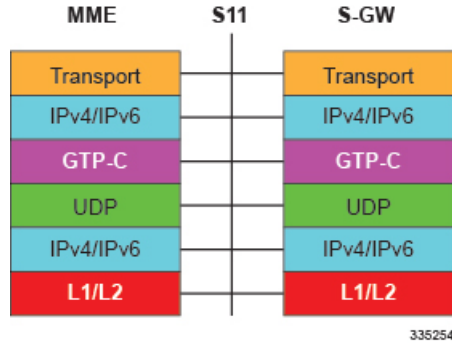 MME S11 S-GW
Transport Transport
IPv4/IPv6 IPv4/IPv6
GTP-C GTP-C
UDP UDP
IPv4/IPv6 IPv4/IPv6
L1/L2 L1/L2
335254